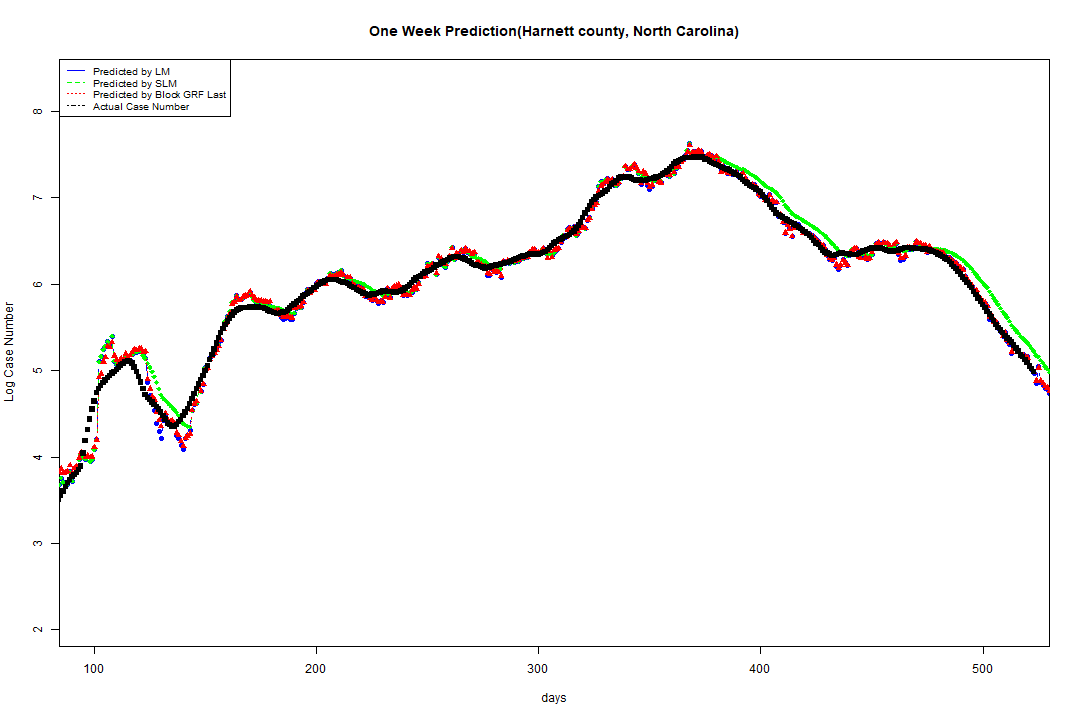 One Week Prediction(Harnett county, North Carolina)
Predicted by LM
Predicted by SLM
Predicted by Block GRF Last
Actual Case Number
8
7
6
5
4
3
2
Log Case Number
100 200 300 400 500
days